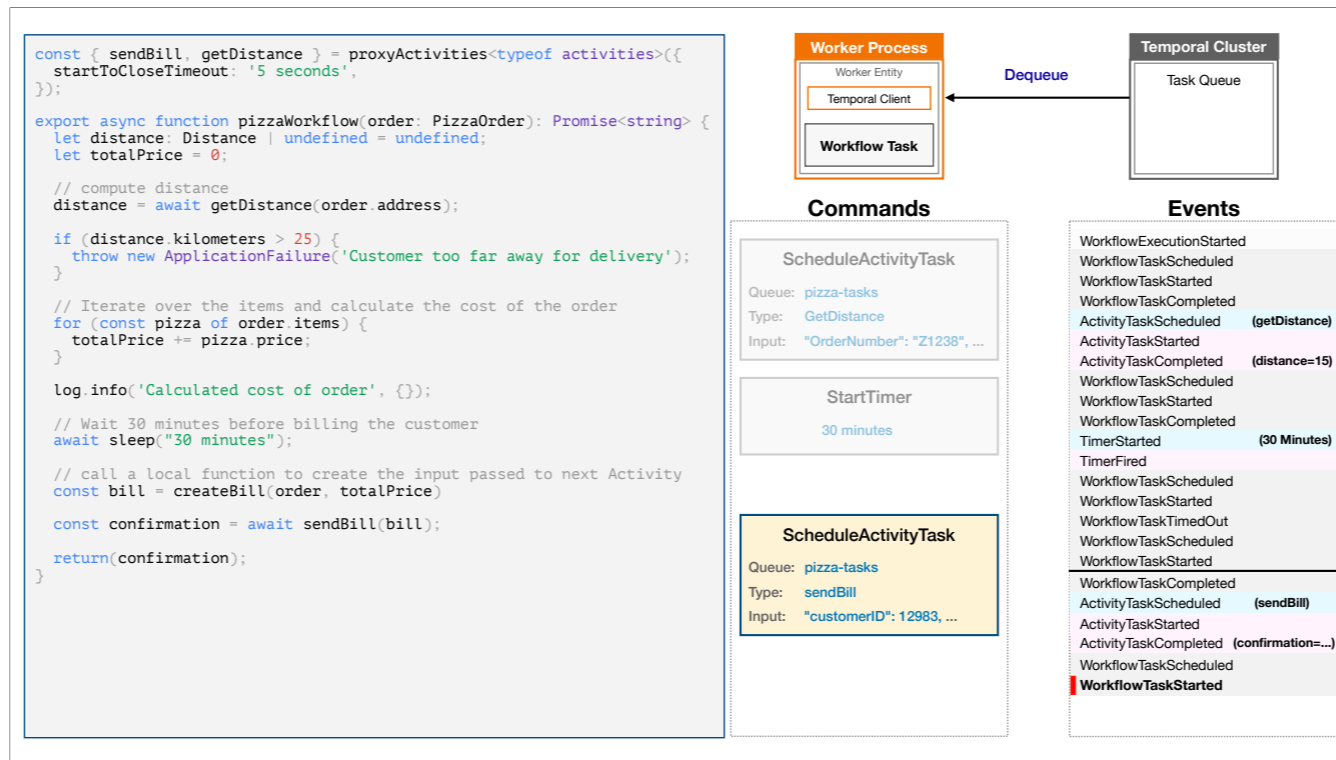 const { sendBill, getDistance } = proxyActivities<typeof activities>({
  startToCloseTimeout: '5 seconds',
});

export async function pizzaWorkflow(order: PizzaOrder): Promise<string> {
  let distance: Distance | undefined = undefined;
  let totalPrice = 0;

  // compute distance
  distance = await getDistance(order.address);

  if (distance.kilometers > 25) {
    throw new ApplicationFailure('Customer too far away for delivery');
  }

  // Iterate over the items and calculate the cost of the order
  for (const pizza of order.items) {
    totalPrice += pizza.price;
  }

  log.info('Calculated cost of order', {});

  // Wait 30 minutes before billing the customer
  await sleep("30 minutes");

  // call a local function to create the input passed to next Activity
  const bill = createBill(order, totalPrice)

  const confirmation = await sendBill(bill);

  return(confirmation);
}
Worker Process
Worker Entity
Temporal Client
Workflow Task
Dequeue
Temporal Cluster
Task Queue
Commands
ScheduleActivityTask
Queue: pizza-tasks
Type: GetDistance
Input: "OrderNumber": "Z1238", ...
StartTimer
30 minutes
ScheduleActivityTask
Queue: pizza-tasks
Type: sendBill
Input: "customerID": 12983, ...
Events
WorkflowExecutionStarted
WorkflowTaskScheduled
WorkflowTaskStarted
WorkflowTaskCompleted
ActivityTaskScheduled (getDistance)
ActivityTaskStarted
ActivityTaskCompleted (distance=15)
WorkflowTaskScheduled
WorkflowTaskStarted
WorkflowTaskCompleted
TimerStarted (30 Minutes)
TimerFired
WorkflowTaskScheduled
WorkflowTaskStarted
WorkflowTaskTimedOut
WorkflowTaskScheduled
WorkflowTaskStarted
WorkflowTaskCompleted
ActivityTaskScheduled (sendBill)
ActivityTaskStarted
ActivityTaskCompleted (confirmation=...)
WorkflowTaskScheduled
WorkflowTaskStarted